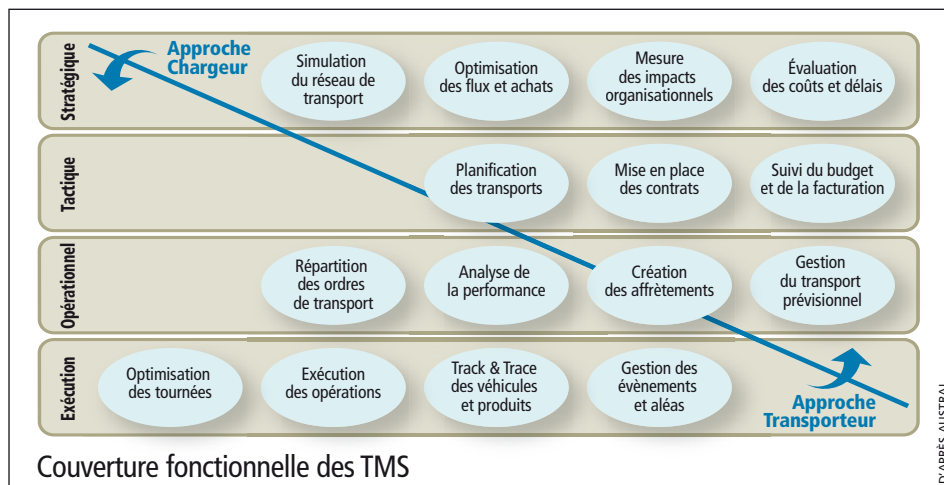 Stratégique
Approche
Chargeur
Simulation
du réseau de
transport
Optimisation
des flux et achats
Mesure
des impacts
organisationnels
Évaluation
des coûts et délais
Tactique
Planification
des transports
Mise en place
des contrats
Suivi du budget
et de la facturation
Opérationnel
Répartition
des ordres
de transport
Analyse de
la performance
Création
des affrètements
Gestion
du transport
prévisionnel
Exécution
Optimisation
des tournées
Exécution
des opérations
Track & Trace
des véhicules
et produits
Gestion des
évènements
et aléas
Approche
Transporteur
Couverture fonctionnelle des TMS
D'APRÈS AUSTRAL